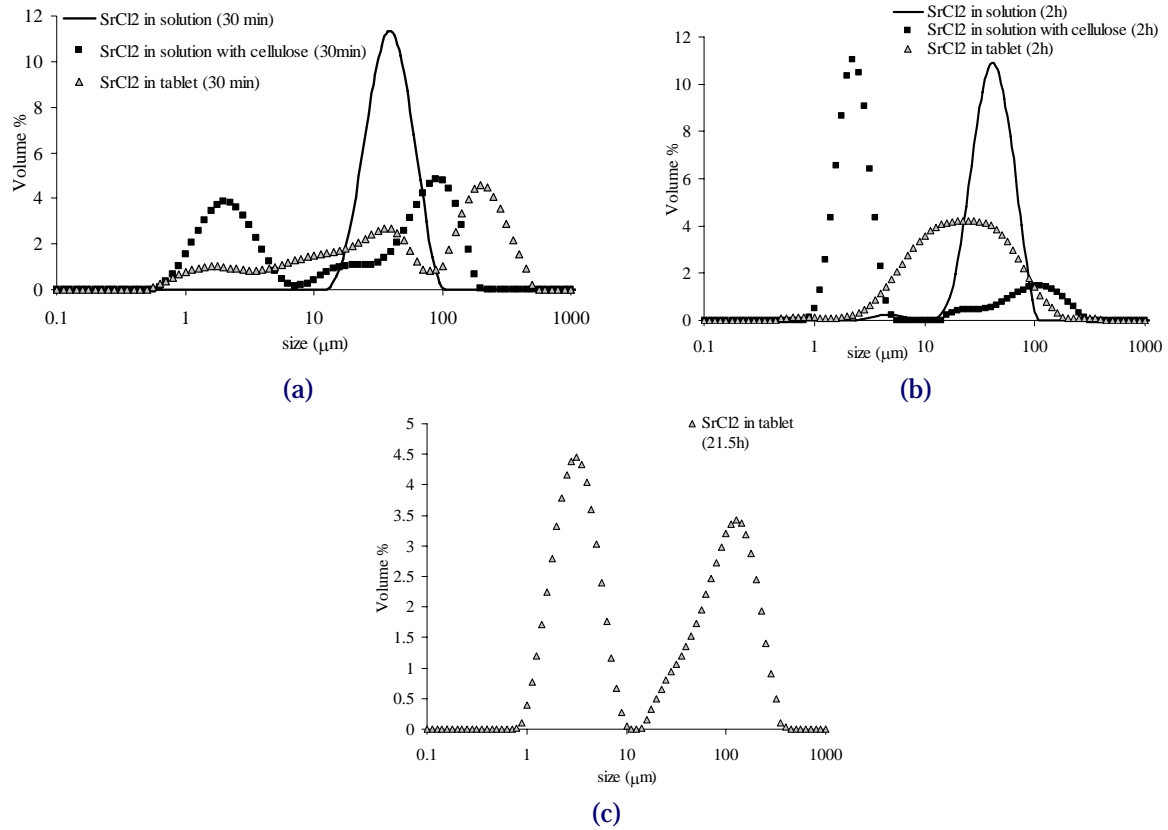 SrCl2 in solution (30 min)
SrCl2 in solution with cellulose (30min)
SrCl2 in tablet (30 min)
12
10
8
6
4
2
0
Volume %
0.1
1
10
100
1000
size (μm)
(a)
SrCl2 in solution (2h)
SrCl2 in solution with cellulose (2h)
SrCl2 in tablet (2h)
12
10
8
6
4
2
0
Volume %
0.1
1
10
100
1000
size (μm)
(b)
SrCl2 in tablet
(21.5h)
5
4.5
4
3.5
3
2.5
2
1.5
1
0.5
0
Volume %
0.1
1
10
100
1000
size (μm)
(c)